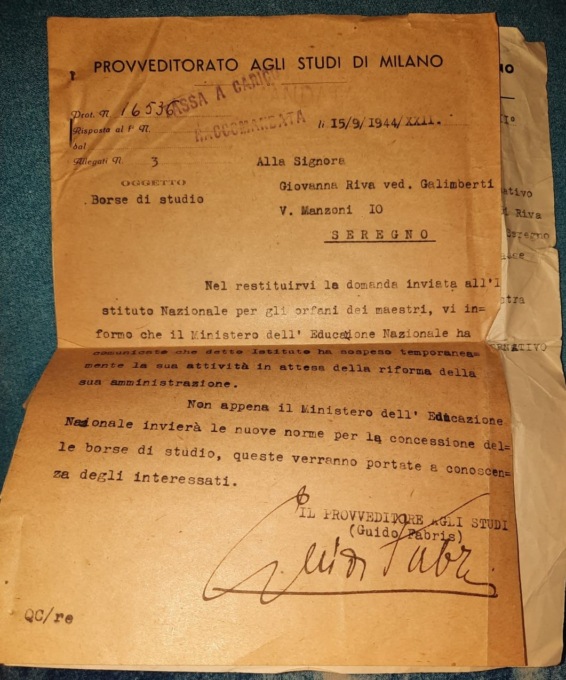 PROVVEDITORATO AGLI STUDI DI MILANO
TASSA A CARICO
RACCOMANDATA
Prot. N. 16536
li 15/9/1944/XXII.
Risposta al F. N.
del
Allegati N. 3
Alla Signora
OGGETTO
Giovanna Riva ved. Galimberti
Borse di studio
V. Manzoni 10
SEREGNO
Nel restituirvi la domanda inviata all'I
stituto Nazionale per gli orfani dei maestri, vi in=
formo che il Ministero dell' Educazione Nazionale ha
comunicato che detto Istituto ha sospeso temporanea=
mente la sua attività in attesa della riforma della
sua amministrazione.
Non appena il Ministero dell' Educazione
Nazionale invierà le nuove norme per la concessione del=
le borse di studio, queste verranno portate a conoscen=
za degli interessati.
IL PROVVEDITORE AGLI STUDI
(Guido Fabris)
Guido Fabris
QC/re
NO
Riva
Seregno